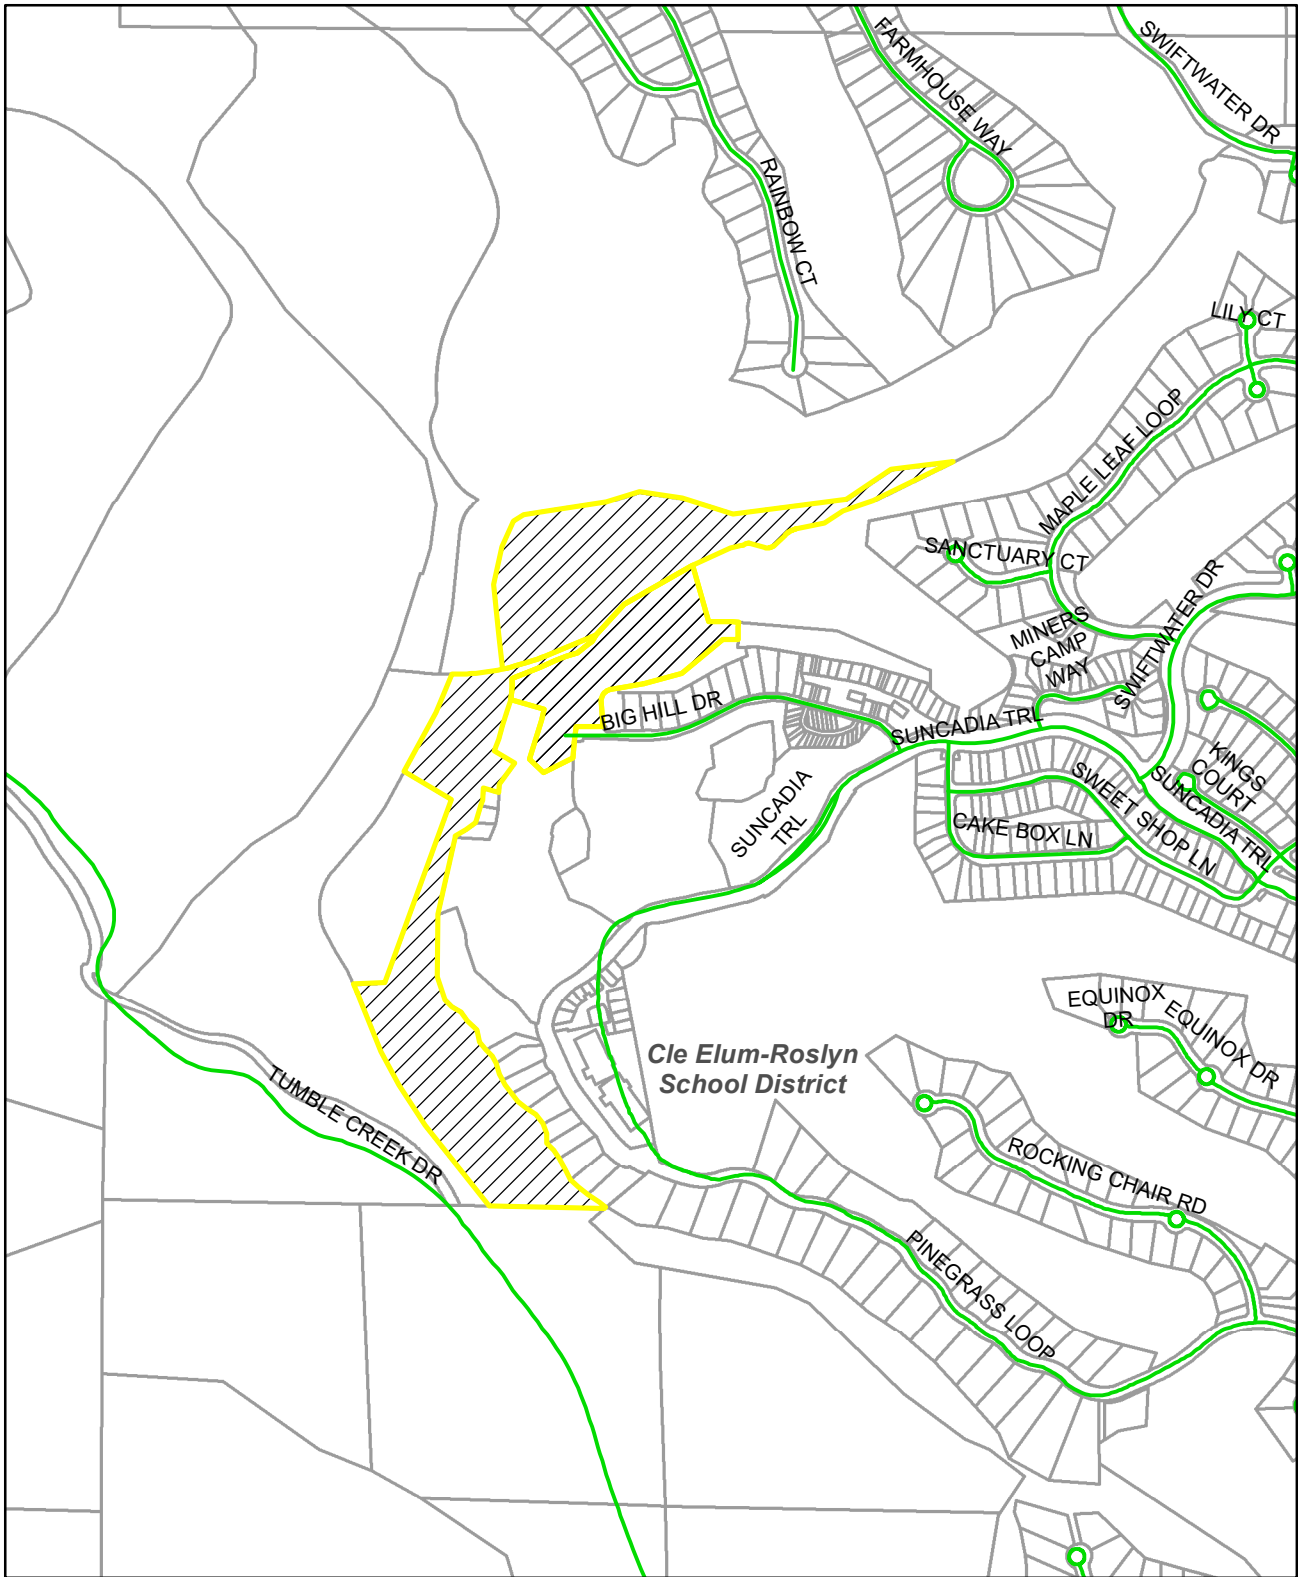 SWIFTWATER DR
FARMHOUSE WAY
RAINBOW CT
LILY CT
MAPLE LEAF LOOP
SANCTUARY CT
SWIFTWATER DR
MINERS
CAMP
WAY
BIG HILL DR
SUNCADIA TRL
KINGS
COURT
SUNCADIA
TRL
SWEET SHOP LN
SUNCADIA TRL
CAKE BOX LN
EQUINOX
DR
EQUINOX DR
Cle Elum-Roslyn
School District
TUMBLE CREEK DR
ROCKING CHAIR RD
PINEGRASS LOOP